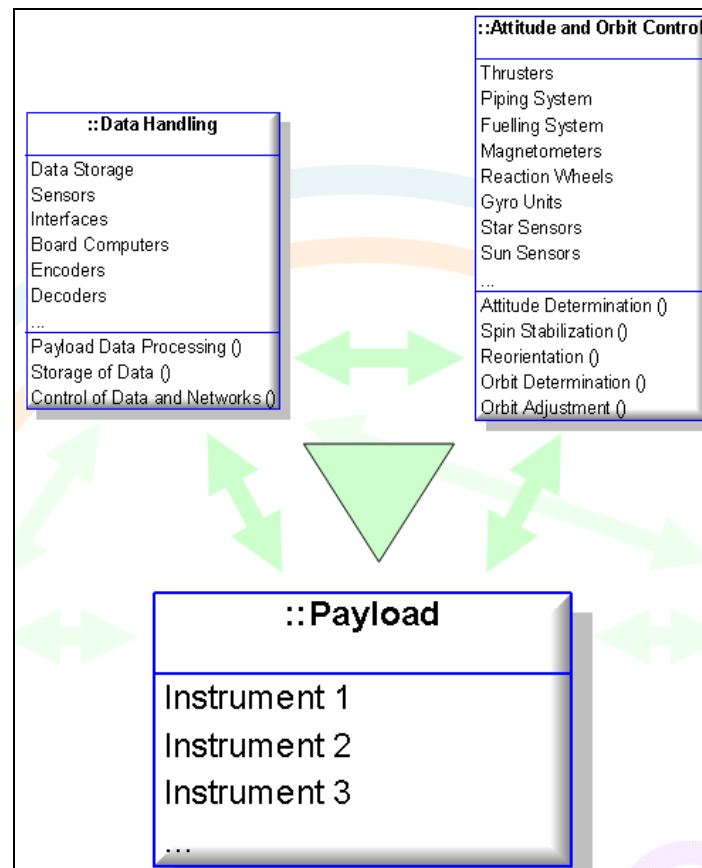 ::Data Handling
Data Storage
Sensors
Interfaces
Board Computers
Encoders
Decoders
...
Payload Data Processing ()
Storage of Data ()
Control of Data and Networks ()
::Attitude and Orbit Control
Thrusters
Piping System
Fuelling System
Magnetometers
Reaction Wheels
Gyro Units
Star Sensors
Sun Sensors
...
Attitude Determination ()
Spin Stabilization ()
Reorientation ()
Orbit Determination ()
Orbit Adjustment ()
::Payload
Instrument 1
Instrument 2
Instrument 3
...